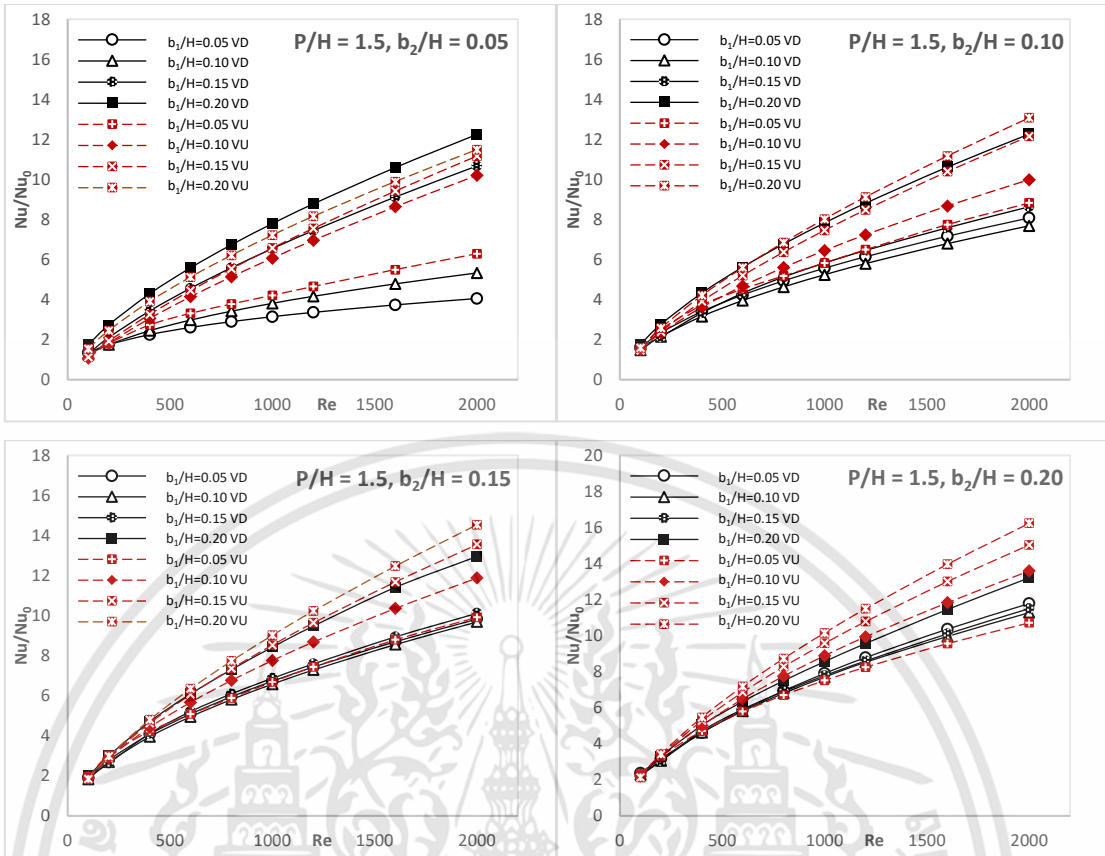 P/H = 1.5, b₂/H = 0.05
18
16
14
12
10
8
6
4
2
0
Nu/Nu₀
b₁/H=0.05 VD
b₁/H=0.10 VD
b₁/H=0.15 VD
b₁/H=0.20 VD
b₁/H=0.05 VU
b₁/H=0.10 VU
b₁/H=0.15 VU
b₁/H=0.20 VU
0 500 1000 1500 2000
Re
P/H = 1.5, b₂/H = 0.10
18
16
14
12
10
8
6
4
2
0
Nu/Nu₀
b₁/H=0.05 VD
b₁/H=0.10 VD
b₁/H=0.15 VD
b₁/H=0.20 VD
b₁/H=0.05 VU
b₁/H=0.10 VU
b₁/H=0.15 VU
b₁/H=0.20 VU
0 500 1000 1500 2000
Re
P/H = 1.5, b₂/H = 0.15
18
16
14
12
10
8
6
4
2
0
Nu/Nu₀
b₁/H=0.05 VD
b₁/H=0.10 VD
b₁/H=0.15 VD
b₁/H=0.20 VD
b₁/H=0.05 VU
b₁/H=0.10 VU
b₁/H=0.15 VU
b₁/H=0.20 VU
0 500 1000 1500 2000
Re
P/H = 1.5, b₂/H = 0.20
20
18
16
14
12
10
8
6
4
2
0
Nu/Nu₀
b₁/H=0.05 VD
b₁/H=0.10 VD
b₁/H=0.15 VD
b₁/H=0.20 VD
b₁/H=0.05 VU
b₁/H=0.10 VU
b₁/H=0.15 VU
b₁/H=0.20 VU
0 500 1000 1500 2000
Re